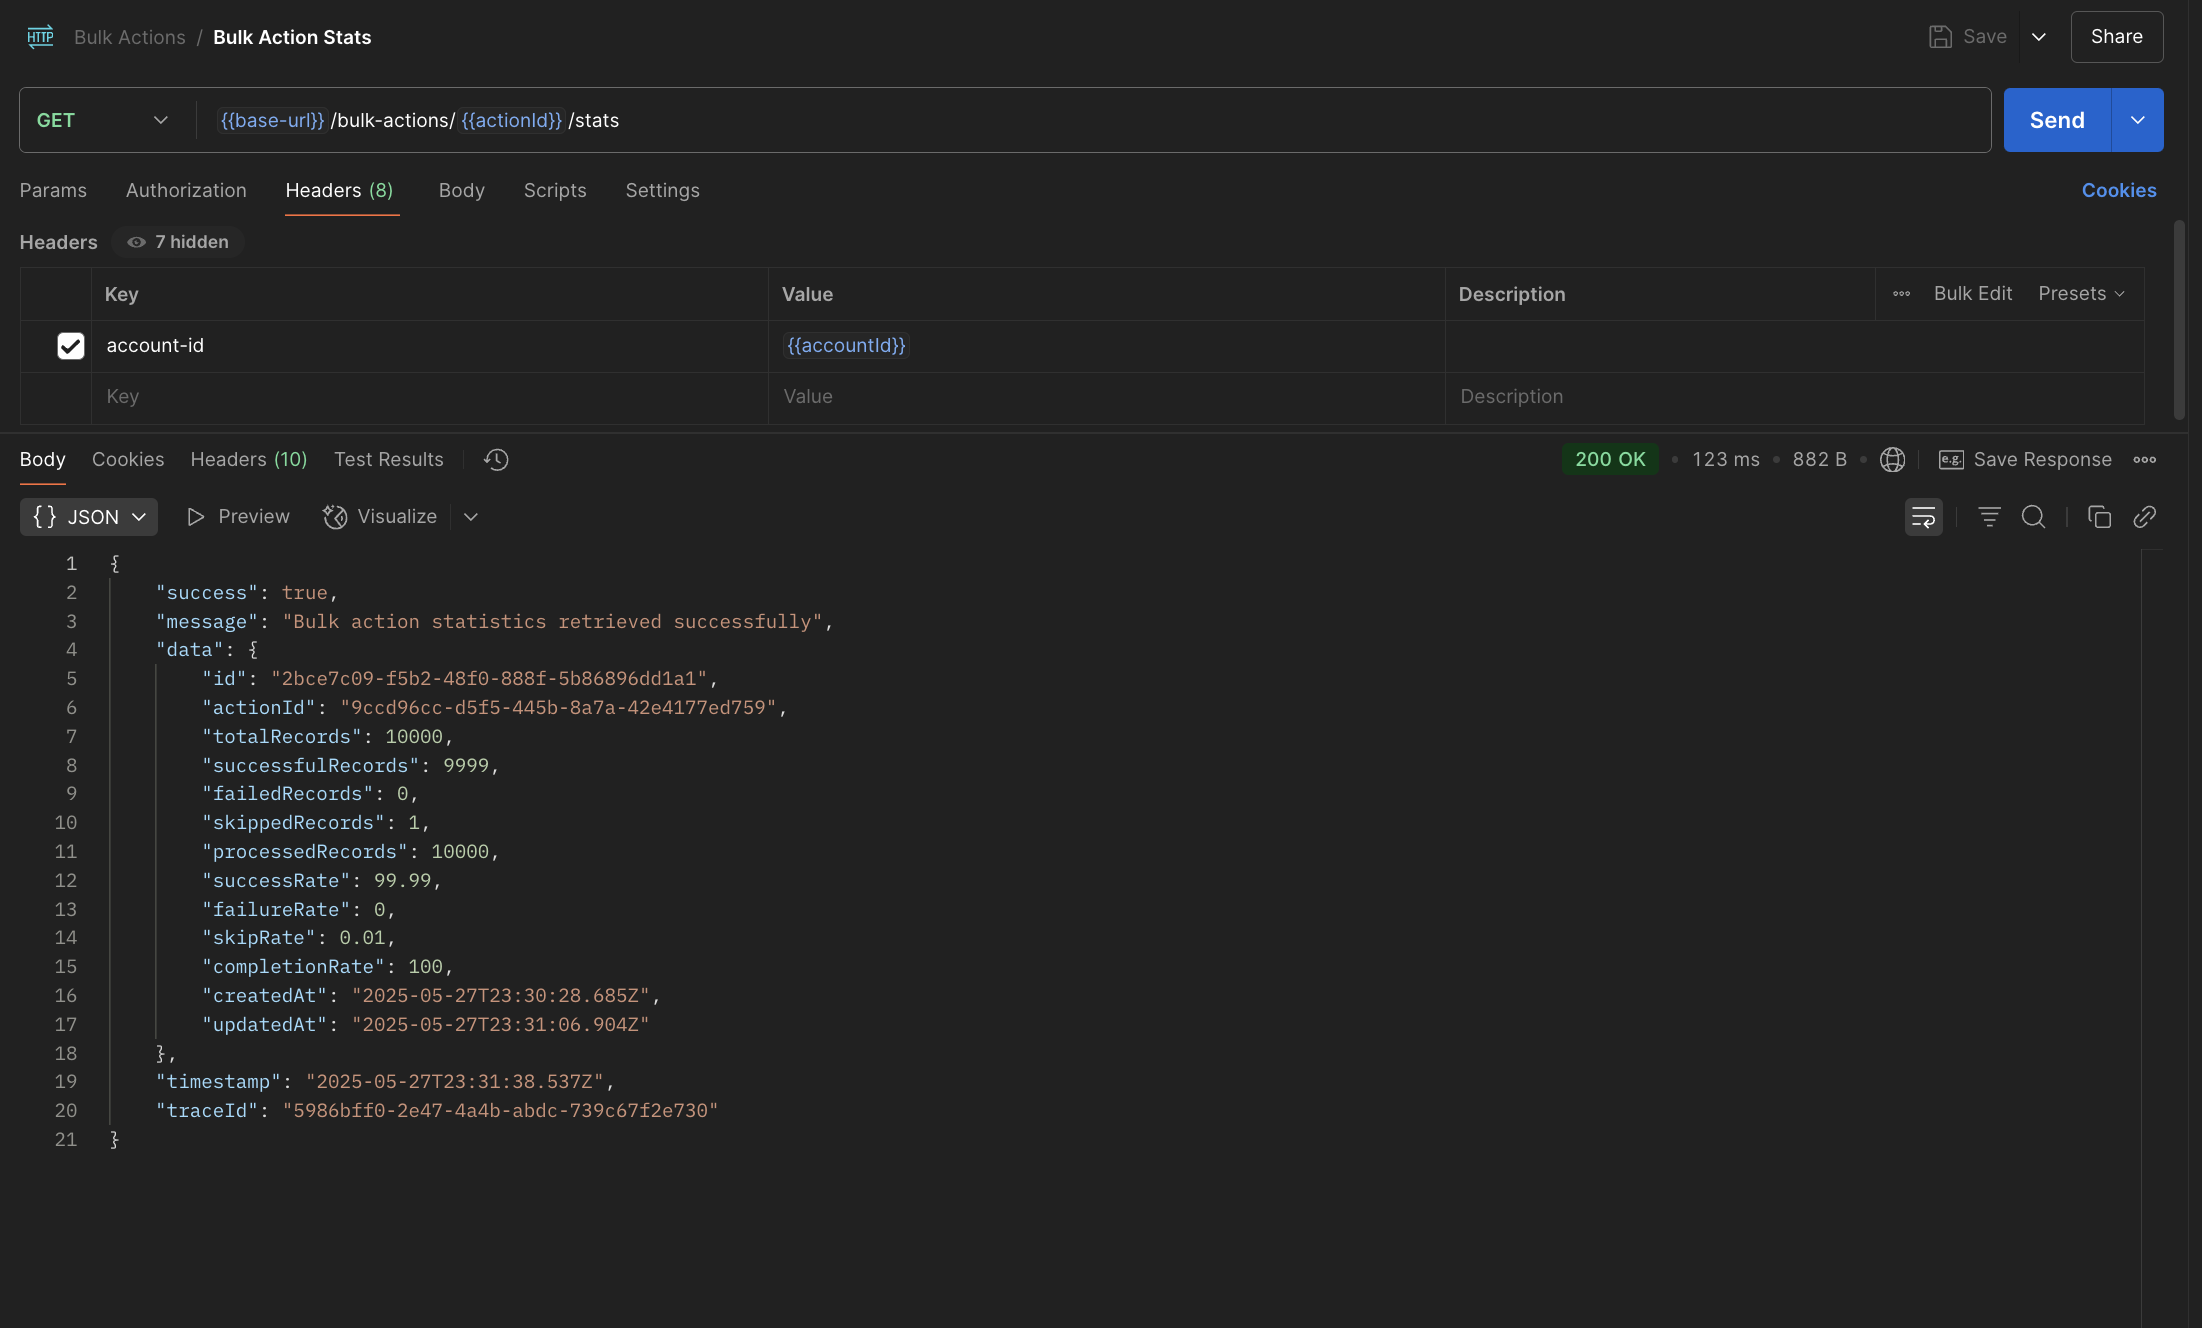 HTTP Bulk Actions / Bulk Action Stats Save Share
GET {{base-url}}/bulk-actions/{{actionId}}/stats Send
Params Authorization Headers (8) Body Scripts Settings Cookies
Headers 7 hidden
Key Value Description Bulk Edit Presets
account-id {{accountId}}
Key Value Description
Body Cookies Headers (10) Test Results 200 OK • 123 ms • 882 B • e.g. Save Response
{} JSON Preview Visualize
1 {
2 "success": true,
3 "message": "Bulk action statistics retrieved successfully",
4 "data": {
5 "id": "2bce7c09-f5b2-48f0-888f-5b86896dd1a1",
6 "actionId": "9ccd96cc-d5f5-445b-8a7a-42e4177ed759",
7 "totalRecords": 10000,
8 "successfulRecords": 9999,
9 "failedRecords": 0,
10 "skippedRecords": 1,
11 "processedRecords": 10000,
12 "successRate": 99.99,
13 "failureRate": 0,
14 "skipRate": 0.01,
15 "completionRate": 100,
16 "createdAt": "2025-05-27T23:30:28.685Z",
17 "updatedAt": "2025-05-27T23:31:06.904Z"
18 },
19 "timestamp": "2025-05-27T23:31:38.537Z",
20 "traceId": "5986bff0-2e47-4a4b-abdc-739c67f2e730"
21 }